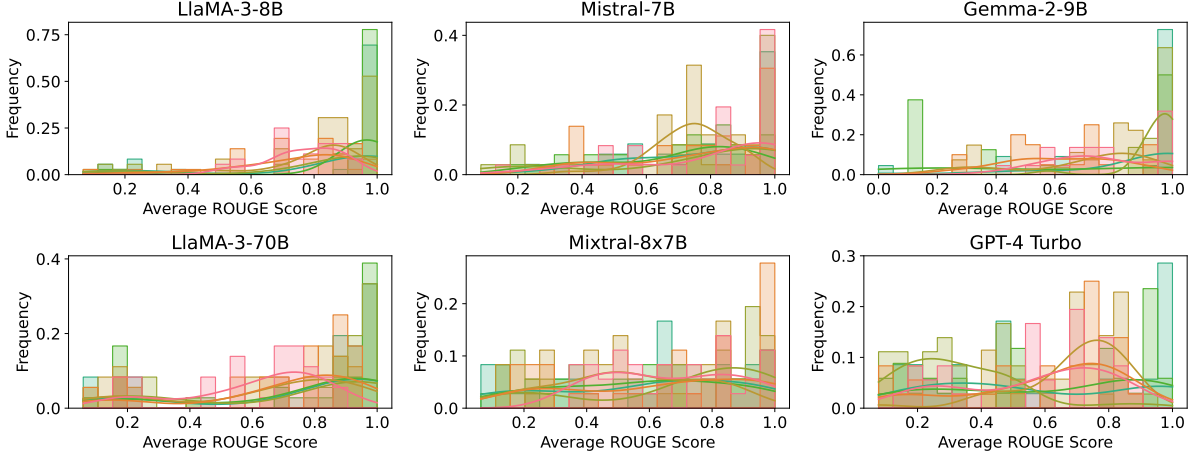 LlaMA-3-8B
Frequency
0.75
0.50
0.25
0.00
0.2 0.4 0.6 0.8 1.0
Average ROUGE Score
Mistral-7B
Frequency
0.4
0.2
0.0
0.2 0.4 0.6 0.8 1.0
Average ROUGE Score
Gemma-2-9B
Frequency
0.6
0.4
0.2
0.0
0.0 0.2 0.4 0.6 0.8 1.0
Average ROUGE Score
LlaMA-3-70B
Frequency
0.4
0.2
0.0
0.2 0.4 0.6 0.8 1.0
Average ROUGE Score
Mixtral-8x7B
Frequency
0.2
0.1
0.0
0.2 0.4 0.6 0.8 1.0
Average ROUGE Score
GPT-4 Turbo
Frequency
0.3
0.2
0.1
0.0
0.2 0.4 0.6 0.8 1.0
Average ROUGE Score